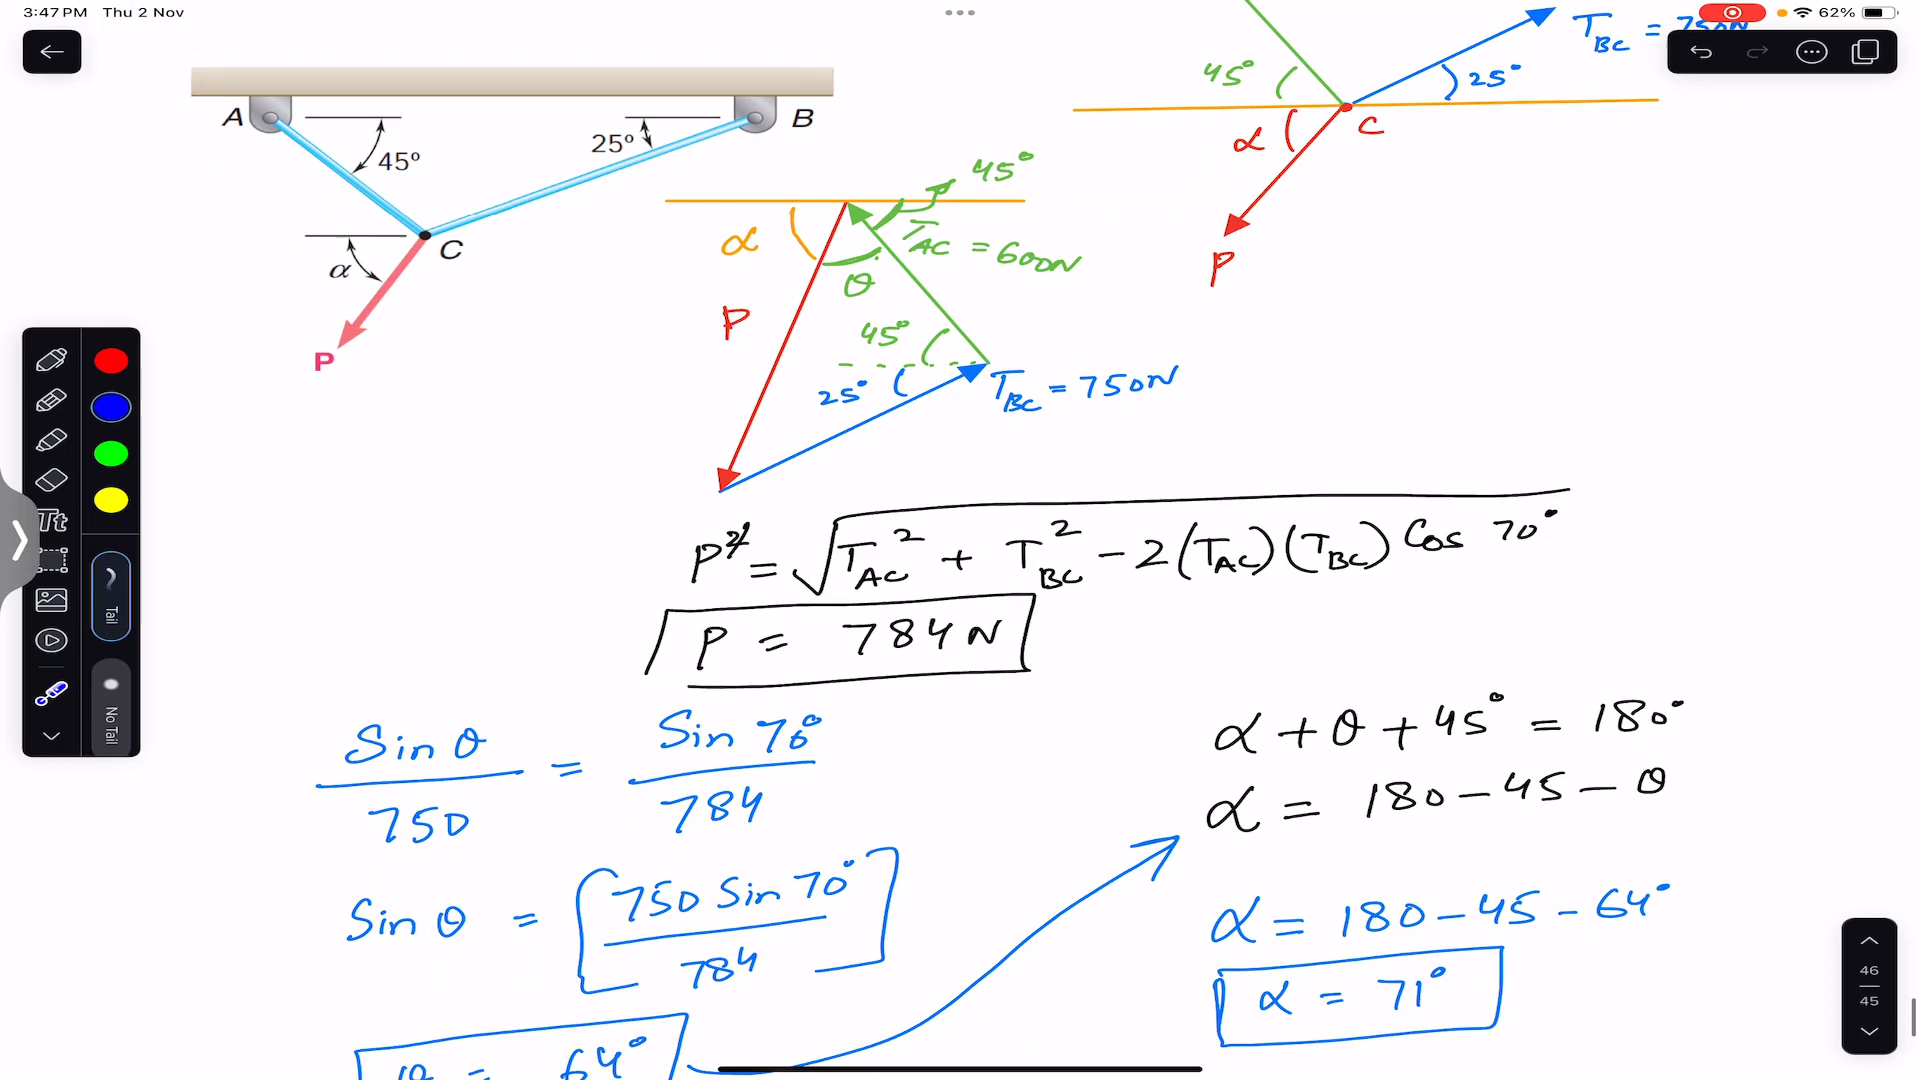 3:47 PM Thu 2 Nov
62%
A
B
45°
25°
C
α
P
45°
25°
T_BC = 750N
α
C
P
45°
α
T_AC = 600N
θ
P
45°
25°
T_BC = 750N
P² = √T_AC² + T_BC² - 2(T_AC)(T_BC) Cos 70°
P = 784 N
Sin θ / 750 = Sin 70° / 784
α + θ + 45° = 180°
α = 180 - 45 - θ
Sin θ = [750 Sin 70° / 784]
α = 180 - 45 - 64°
α = 71°
θ = 64°
Tt
Tail
No Tail
46
45